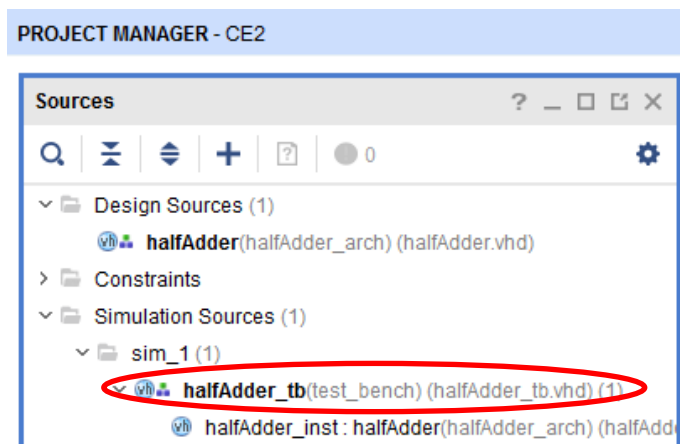 PROJECT MANAGER - CE2
Sources ? _ □ X
0
Design Sources (1)
halfAdder(halfAdder_arch) (halfAdder.vhd)
Constraints
Simulation Sources (1)
sim_1 (1)
halfAdder_tb(test_bench) (halfAdder_tb.vhd) (1)
halfAdder_inst : halfAdder(halfAdder_arch) (halfAdd